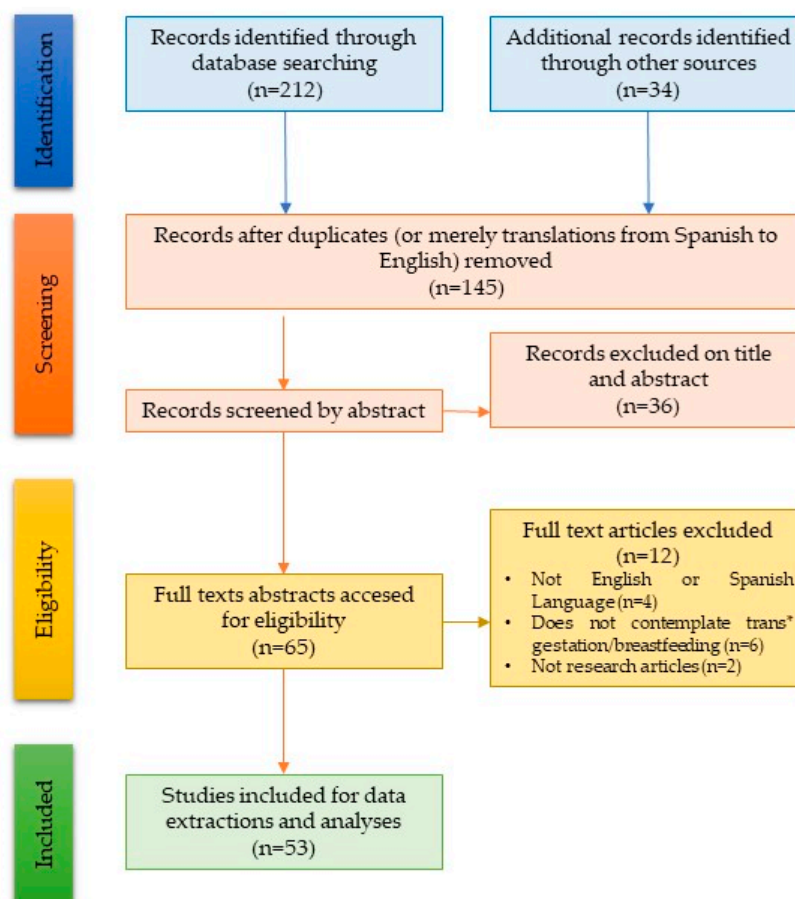 Identification
Records identified through
database searching
(n=212)
Additional records identified
through other sources
(n=34)
Screening
Records after duplicates (or merely translations from Spanish to
English) removed
(n=145)
Records screened by abstract
Records excluded on title
and abstract
(n=36)
Eligibility
Full texts abstracts accesed
for eligibility
(n=65)
Full text articles excluded
(n=12)
• Not English or Spanish
Language (n=4)
• Does not contemplate trans*
gestation/breastfeeding (n=6)
• Not research articles (n=2)
Included
Studies included for data
extractions and analyses
(n=53)